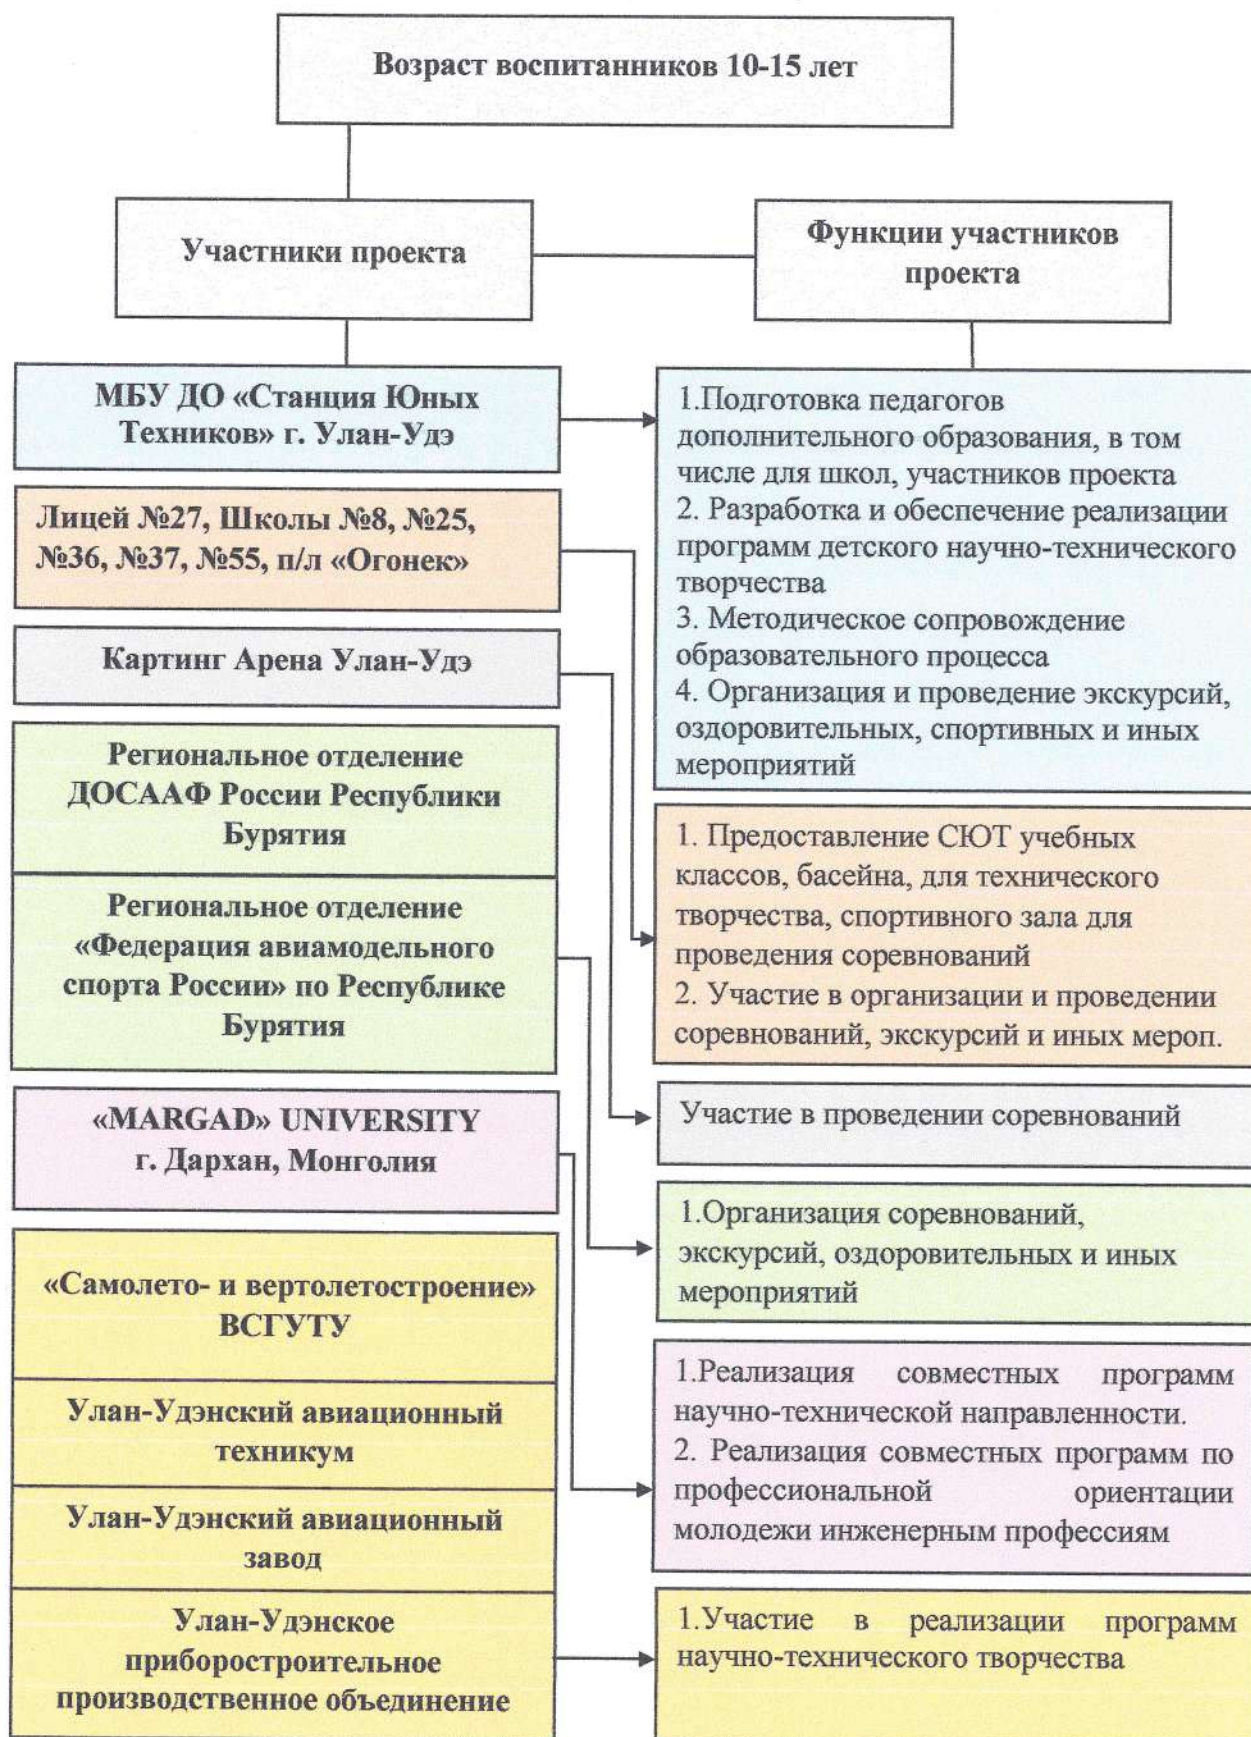 Возраст воспитанников 10-15 лет
Участники проекта
Функции участников
проекта
МБУ ДО «Станция Юных
Техников» г. Улан-Удэ
Лицей №27, Школы №8, №25,
№36, №37, №55, п/л «Огонек»
Картинг Арена Улан-Удэ
Региональное отделение
ДОСААФ России Республики
Бурятия
Региональное отделение
«Федерация авиамодельного
спорта России» по Республике
Бурятия
«MARGAD» UNIVERSITY
г. Дархан, Монголия
«Самолето- и вертолетостроение»
ВСГУТУ
Улан-Удэнский авиационный
техникум
Улан-Удэнский авиационный
завод
Улан-Удэнское
приборостроительное
производственное объединение
1.Подготовка педагогов
дополнительного образования, в том
числе для школ, участников проекта
2. Разработка и обеспечение реализации
программ детского научно-технического
творчества
3. Методическое сопровождение
образовательного процесса
4. Организация и проведение экскурсий,
оздоровительных, спортивных и иных
мероприятий
1. Предоставление СЮТ учебных
классов, басейна, для технического
творчества, спортивного зала для
проведения соревнований
2. Участие в организации и проведении
соревнований, экскурсий и иных мероп.
Участие в проведении соревнований
1.Организация соревнований,
экскурсий, оздоровительных и иных
мероприятий
1.Реализация совместных программ
научно-технической направленности.
2. Реализация совместных программ по
профессиональной ориентации
молодежи инженерным профессиям
1.Участие в реализации программ
научно-технического творчества